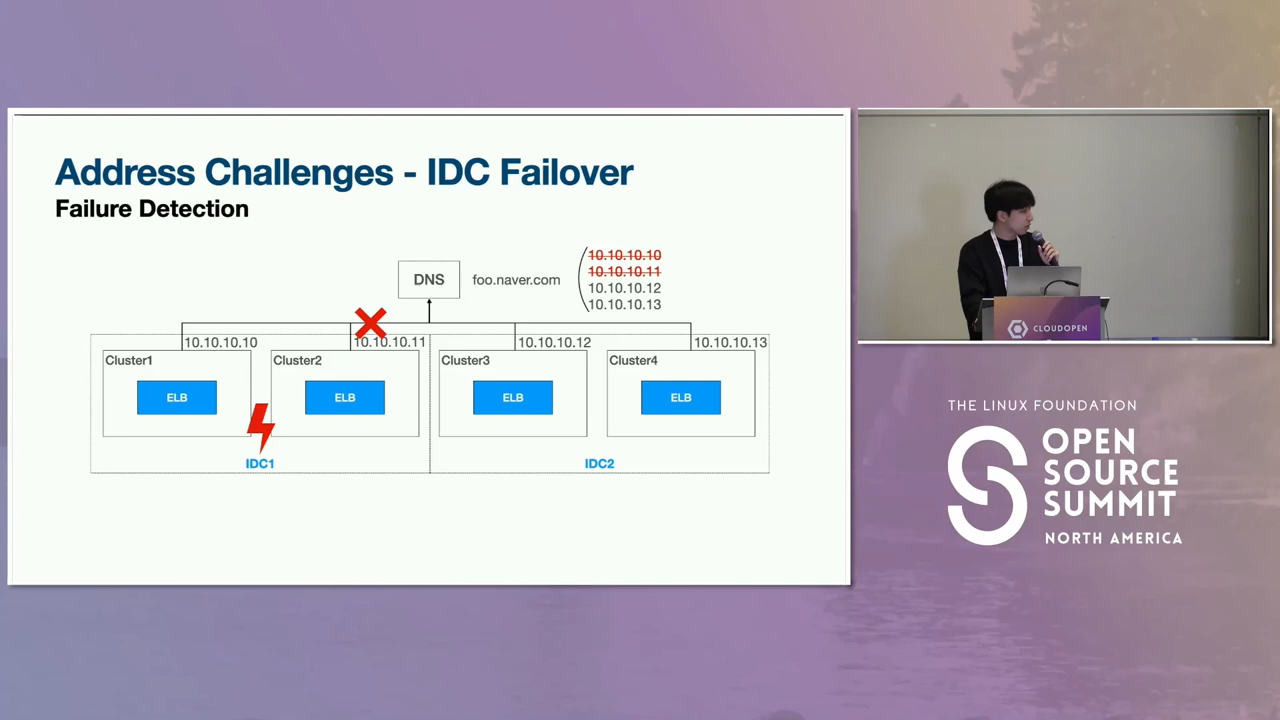 Address Challenges - IDC Failover
Failure Detection
DNS
foo.naver.com
10.10.10.10
10.10.10.11
10.10.10.12
10.10.10.13
10.10.10.10
10.10.10.11
10.10.10.12
10.10.10.13
Cluster1
Cluster2
Cluster3
Cluster4
ELB
ELB
ELB
ELB
IDC1
IDC2
CLOUDOPEN
THE LINUX FOUNDATION
OPEN
SOURCE
SUMMIT
NORTH AMERICA